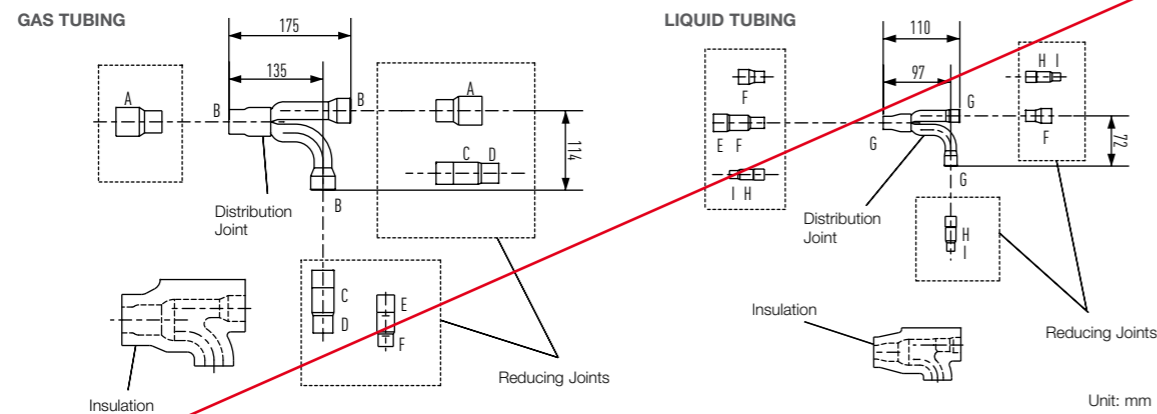 GAS TUBING
175
135
A
B
B
A
C D
114
B
Distribution
Joint
C
D
E
F
Reducing Joints
Insulation
LIQUID TUBING
110
97
F
H I
G
E F
G
F
72
I H
G
Distribution
Joint
H
I
Insulation
Reducing Joints
Unit: mm